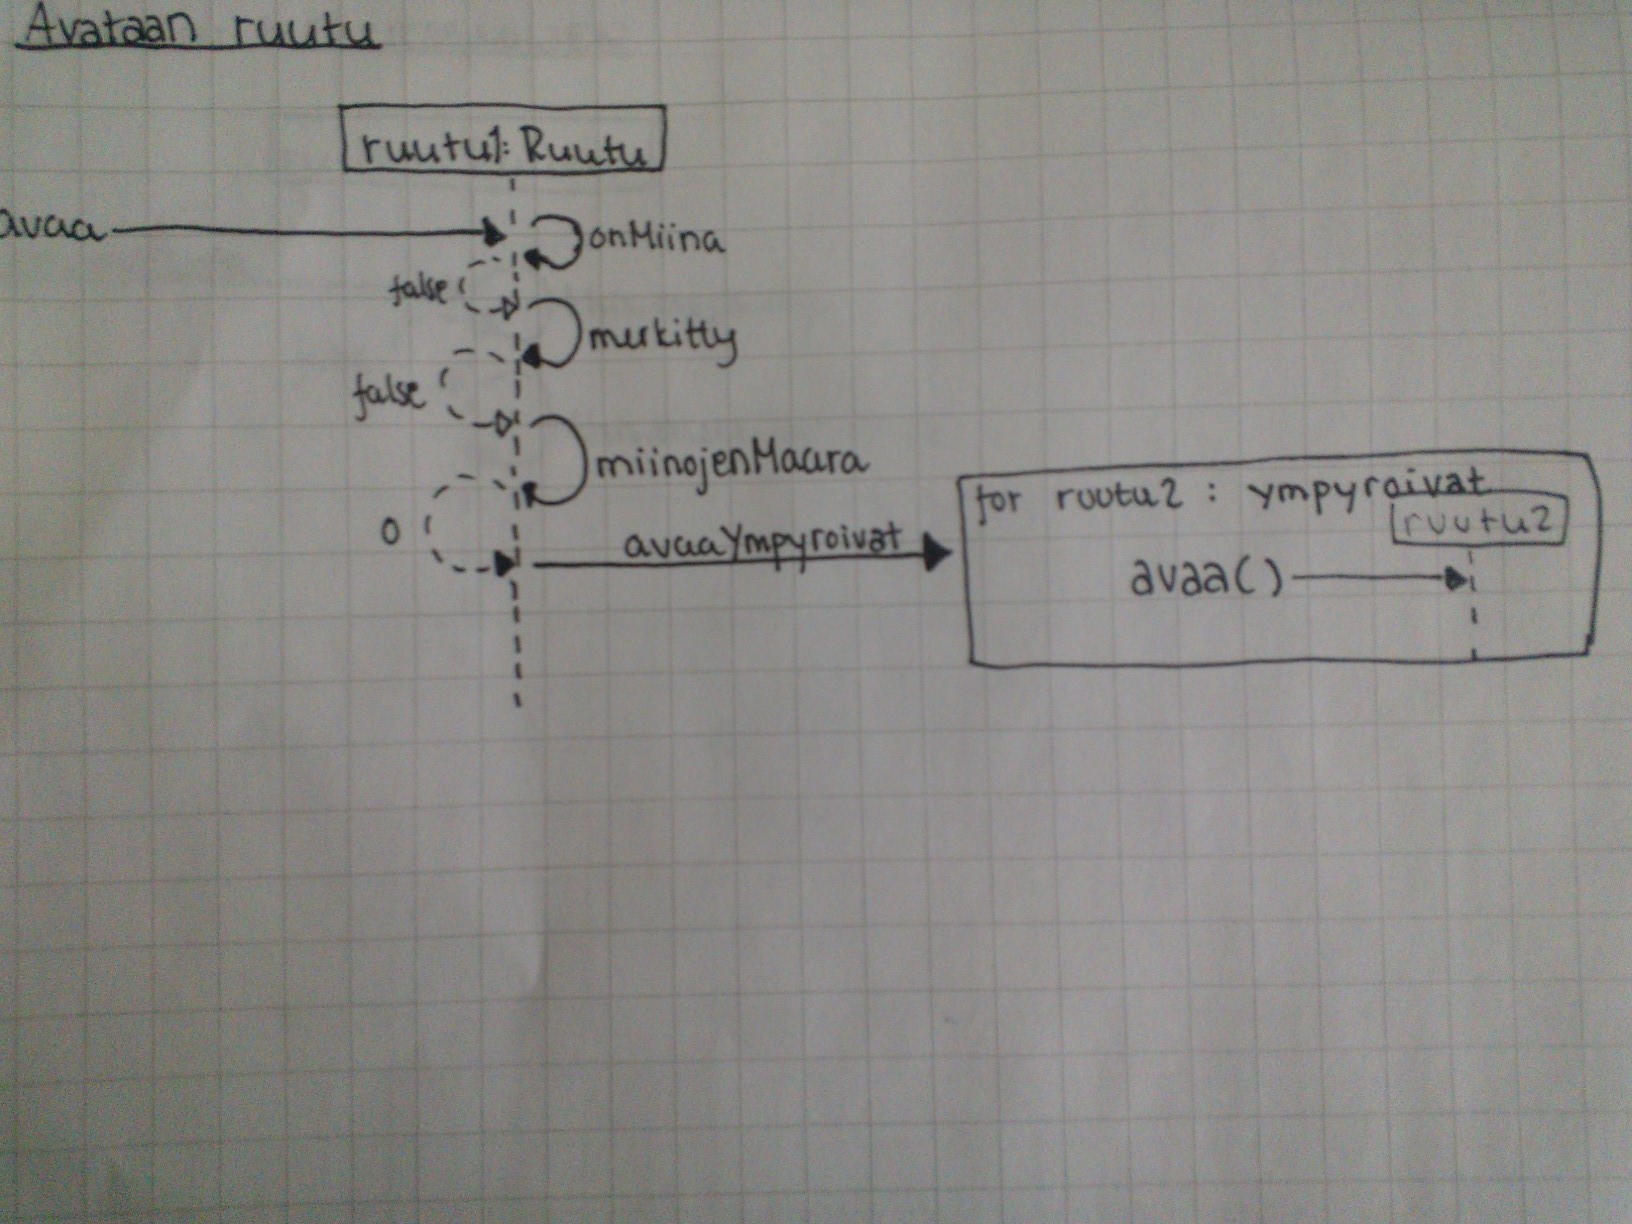 Avataan ruutu
ruutu1: Ruutu
avaa
onMiina
false
merkitty
false
miinojenMaara
for ruutu2 : ympyroivat
ruutu2
0
avaaYmpyroivat
avaa()